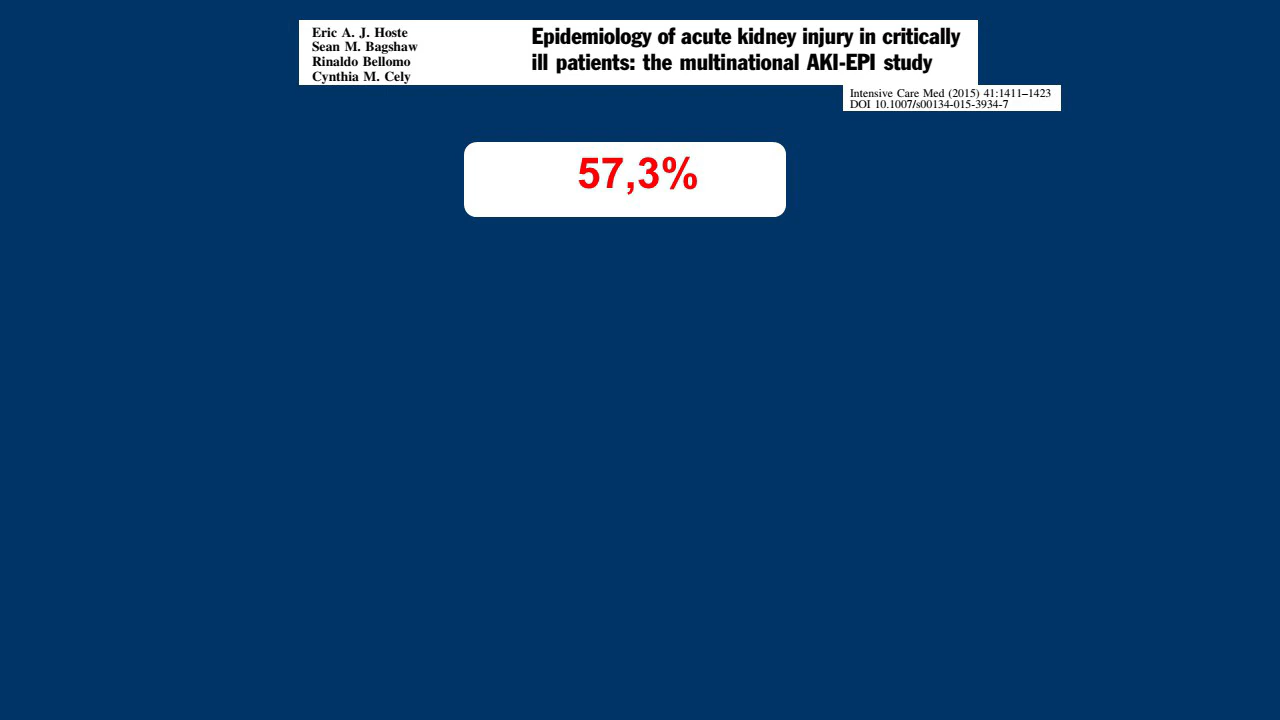 Eric A. J. Hoste
Sean M. Bagshaw
Rinaldo Bellomo
Cynthia M. Cely
Epidemiology of acute kidney injury in critically
ill patients: the multinational AKI-EPI study
Intensive Care Med (2015) 41:1411–1423
DOI 10.1007/s00134-015-3934-7
57,3%